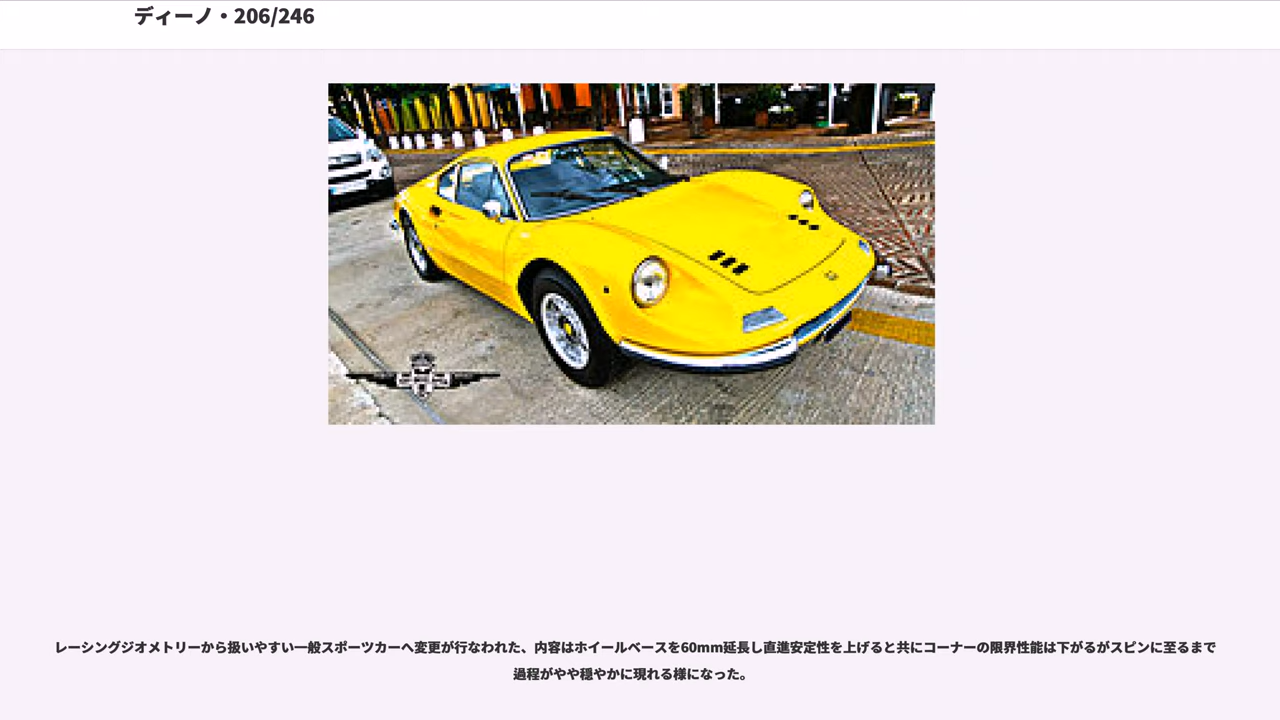 ディーノ・206/246
レーシングジオメトリーから扱いやすい一般スポーツカーへ変更が行なわれた、内容はホイールベースを60mm延長し直進安定性を上げると共にコーナーの限界性能は下がるがスピンに至るまで
過程がやや穏やかに現れる様になった。